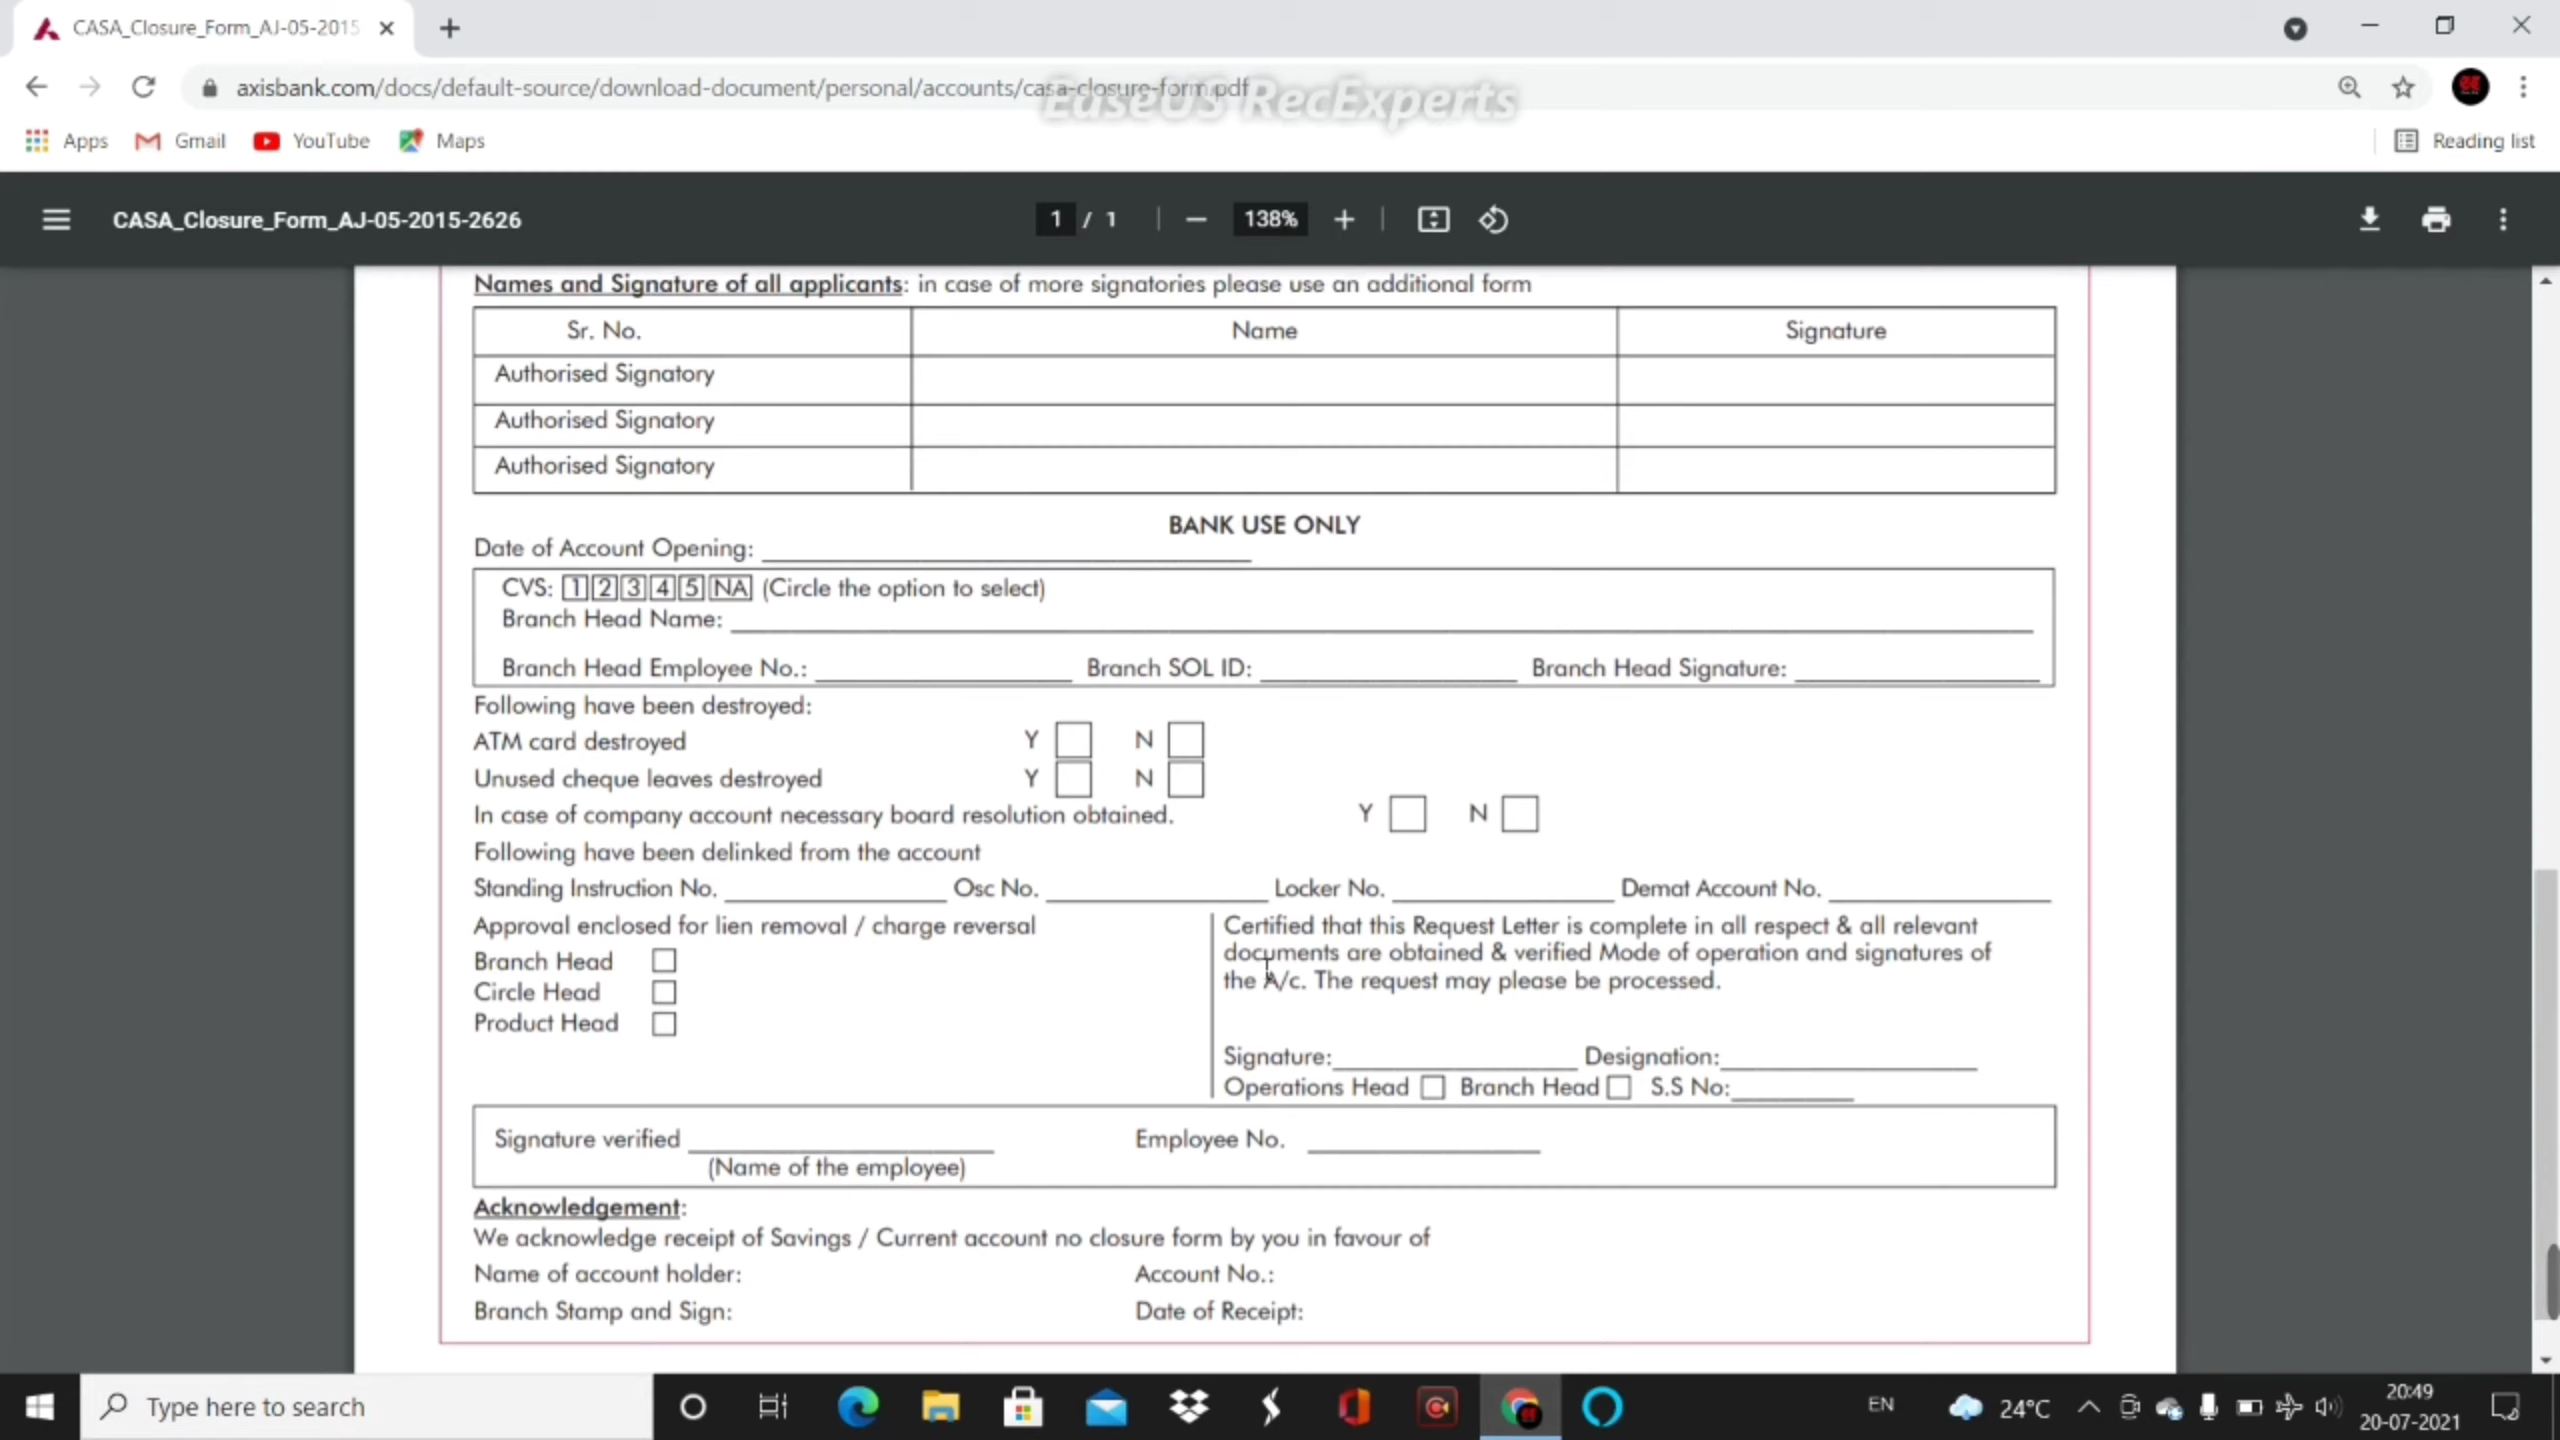 CASA_Closure_Form_AJ-05-2015
axisbank.com/docs/default-source/download-document/personal/accounts/casa-closure-form.pdf
EaseUS RecExperts
Apps Gmail YouTube Maps Reading list
CASA_Closure_Form_AJ-05-2015-2626 1 / 1 138%
Names and Signature of all applicants: in case of more signatories please use an additional form
Sr. No. Name Signature
Authorised Signatory
Authorised Signatory
Authorised Signatory
BANK USE ONLY
Date of Account Opening:
CVS: 1 2 3 4 5 NA (Circle the option to select)
Branch Head Name:
Branch Head Employee No.: Branch SOL ID: Branch Head Signature:
Following have been destroyed:
ATM card destroyed Y N
Unused cheque leaves destroyed Y N
In case of company account necessary board resolution obtained. Y N
Following have been delinked from the account
Standing Instruction No. Osc No. Locker No. Demat Account No.
Approval enclosed for lien removal / charge reversal
Branch Head
Circle Head
Product Head
Certified that this Request Letter is complete in all respect & all relevant
documents are obtained & verified Mode of operation and signatures of
the A/c. The request may please be processed.
Signature: Designation:
Operations Head Branch Head S.S No:
Signature verified Employee No.
(Name of the employee)
Acknowledgement:
We acknowledge receipt of Savings / Current account no closure form by you in favour of
Name of account holder: Account No.:
Branch Stamp and Sign: Date of Receipt:
Type here to search EN 24°C 20:49
20-07-2021